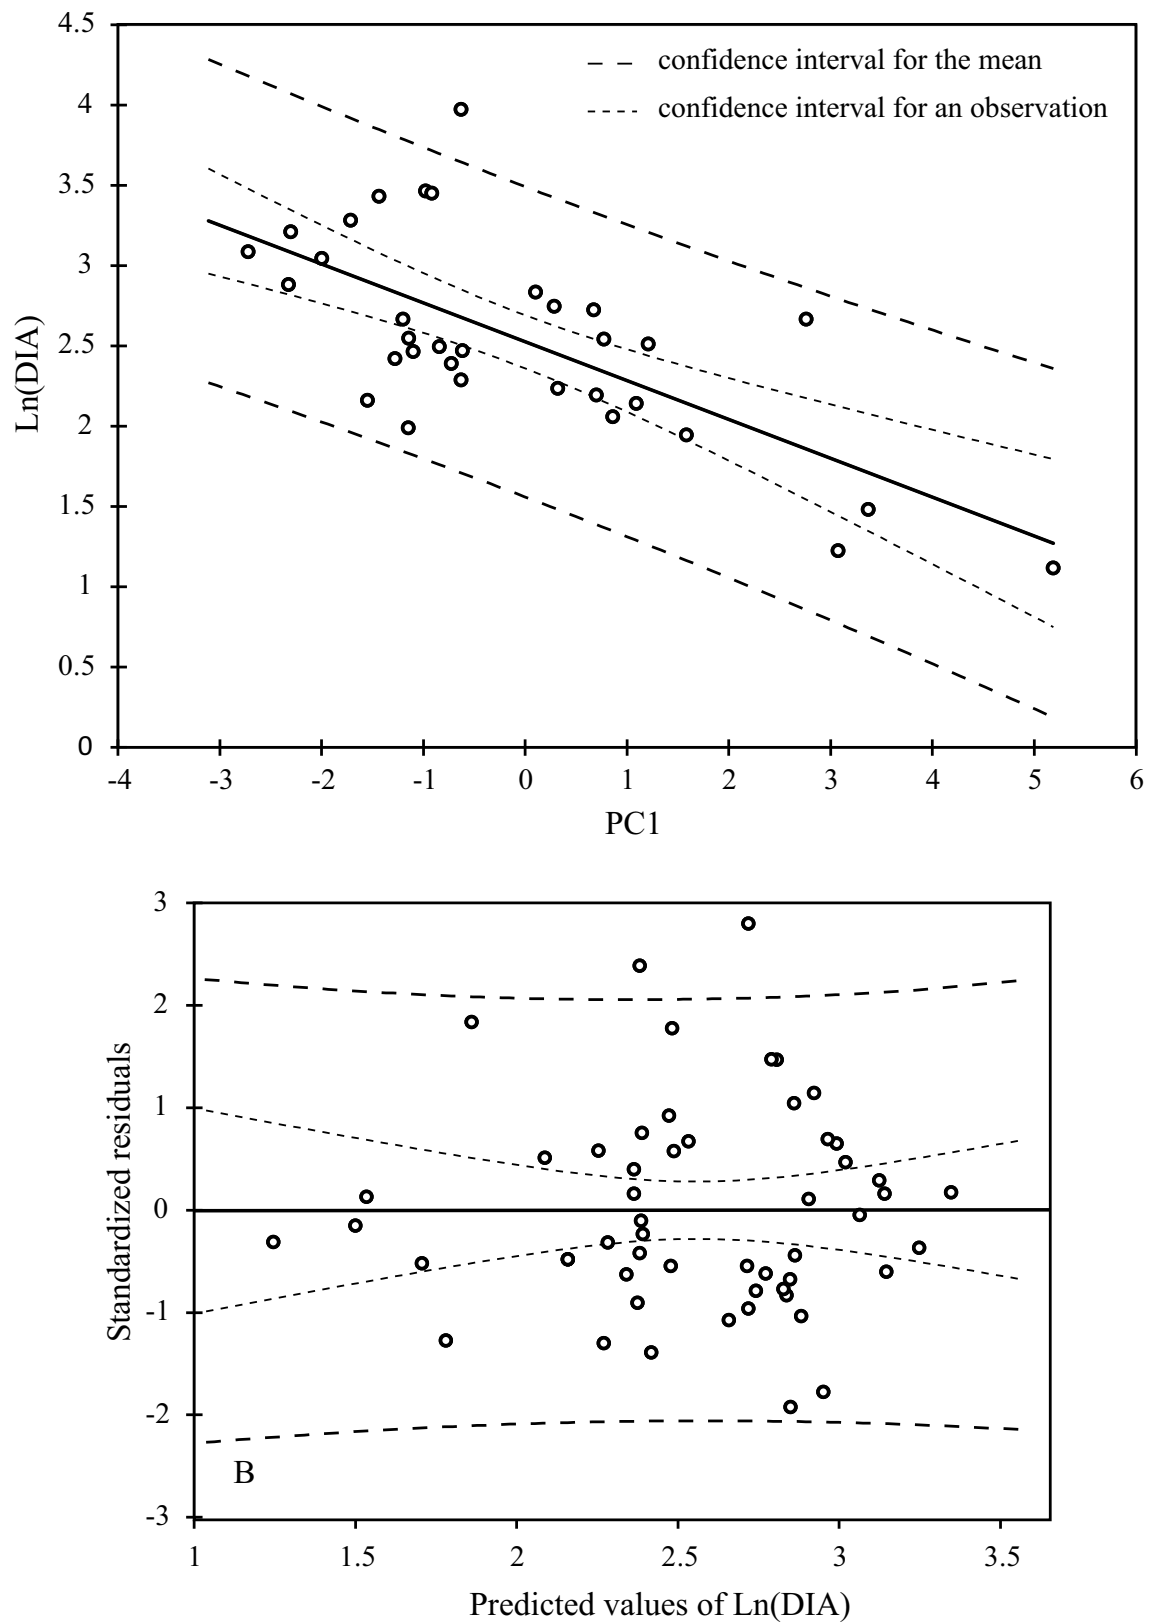 4.5
4
3.5
3
2.5
2
1.5
1
0.5
0
Ln(DIA)
confidence interval for the mean
confidence interval for an observation
-4 -3 -2 -1 0 1 2 3 4 5 6
PC1
3
2
1
0
-1
-2
-3
Standardized residuals
B
1 1.5 2 2.5 3 3.5
Predicted values of Ln(DIA)